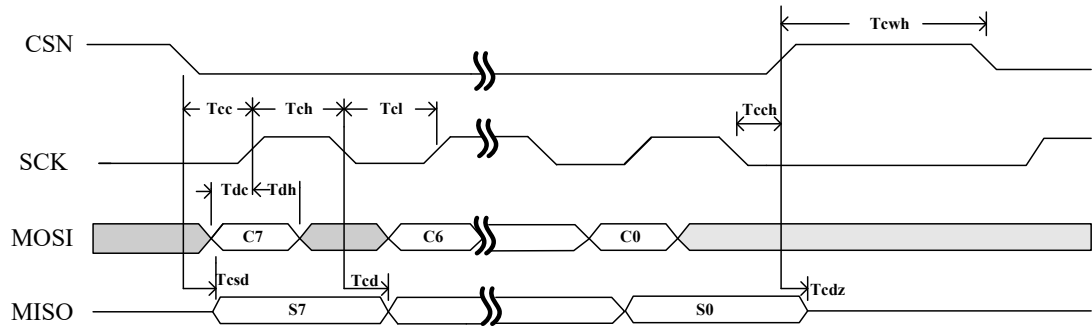 Tcwh
CSN
Tcc Tch Tcl
Tcch
SCK
Tdc Tdh
MOSI C7 C6 C0
Tcsd Tcd Tcdz
MISO S7 S0